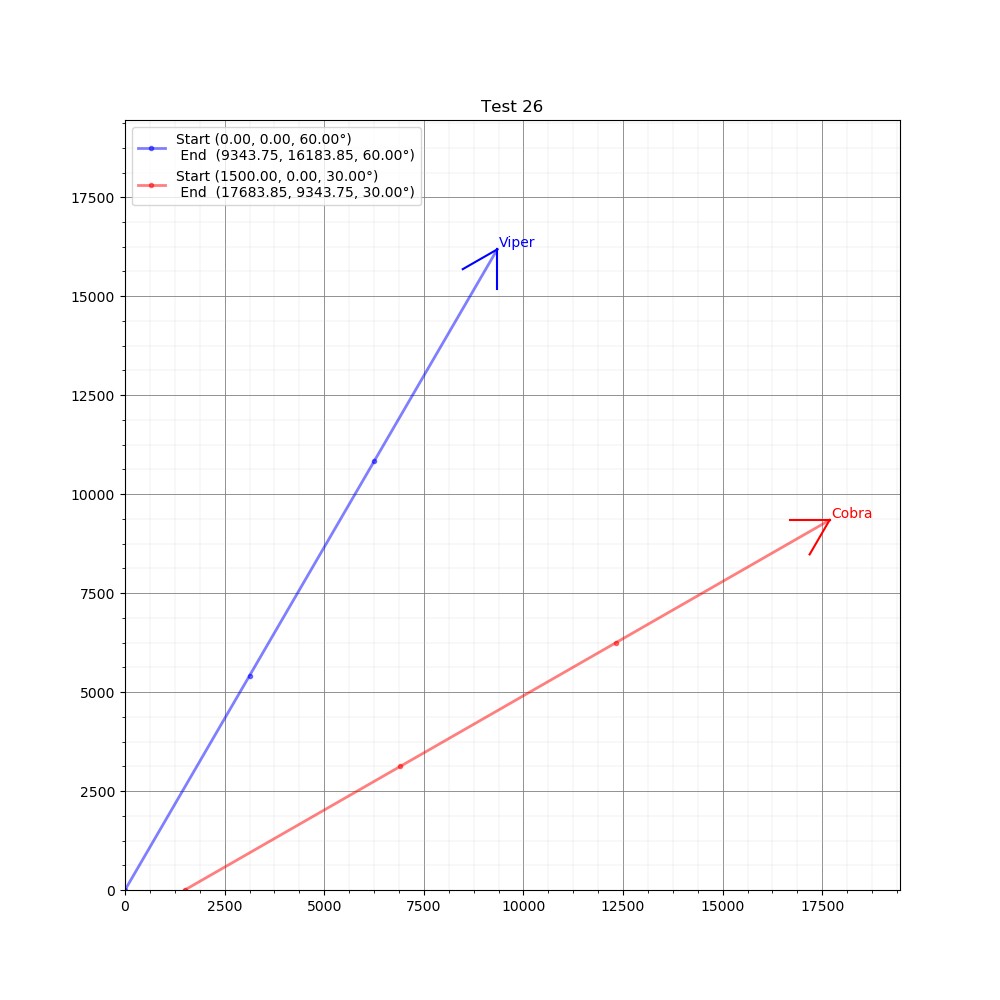 Test 26
Start (0.00, 0.00, 60.00°)
End  (9343.75, 16183.85, 60.00°)
Start (1500.00, 0.00, 30.00°)
End  (17683.85, 9343.75, 30.00°)
17500
Viper
15000
12500
10000
Cobra
7500
5000
2500
0
0 2500 5000 7500 10000 12500 15000 17500